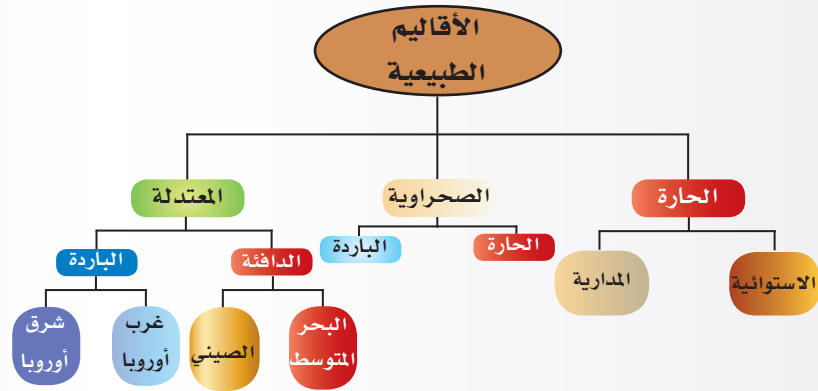 الأقاليم
الطبيعية
الحارة
الصحراوية
المعتدلة
الاستوائية
المدارية
الحارة
الباردة
الدافئة
الباردة
البحر
المتوسط
الصيني
غرب
أوروبا
شرق
أوروبا